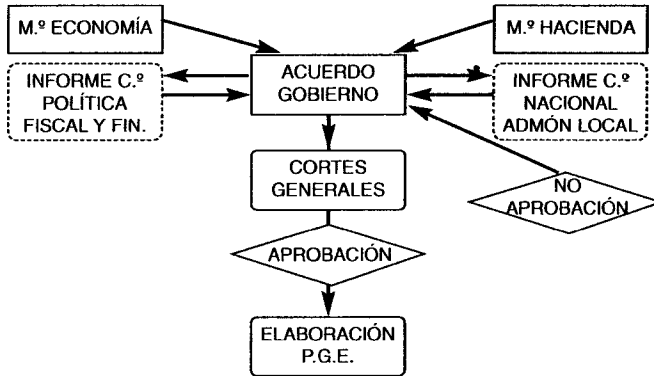 M.º ECONOMÍA
M.º HACIENDA
INFORME C.º
POLÍTICA
FISCAL Y FIN.
ACUERDO
GOBIERNO
INFORME C.º
NACIONAL
ADMÓN LOCAL
CORTES
GENERALES
NO
APROBACIÓN
APROBACIÓN
ELABORACIÓN
P.G.E.